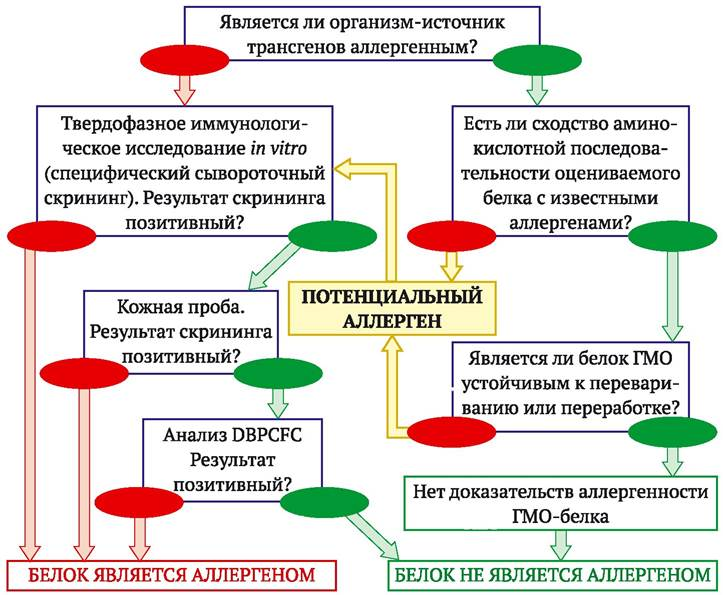 Является ли организм-источник
трансгенов аллергенным?
Твердофазное иммунологи-
ческое исследование in vitro
(специфический сывороточный
скрининг). Результат скрининга
позитивный?
Есть ли сходство амино-
кислотной последова-
тельности оцениваемого
белка с известными
аллергенами?
ПОТЕНЦИАЛЬНЫЙ
АЛЛЕРГЕН
Кожная проба.
Результат скрининга
позитивный?
Является ли белок ГМО
устойчивым к перевари-
ванию или переработке?
Анализ DBPCFC
Результат
позитивный?
Нет доказательств аллергенности
ГМО-белка
БЕЛОК ЯВЛЯЕТСЯ АЛЛЕРГЕНОМ
БЕЛОК НЕ ЯВЛЯЕТСЯ АЛЛЕРГЕНОМ